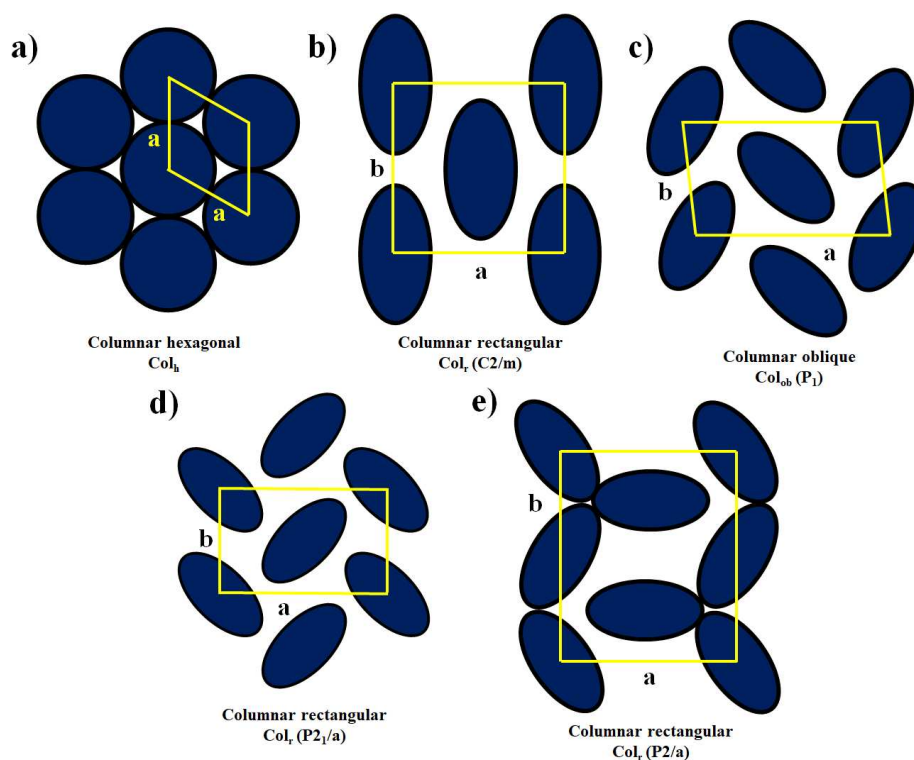 a)
a
a
Columnar hexagonal
Colh
b)
b
a
Columnar rectangular
Colr (C2/m)
c)
b
a
Columnar oblique
Colob (P1)
d)
b
a
Columnar rectangular
Colr (P21/a)
e)
b
a
Columnar rectangular
Colr (P2/a)